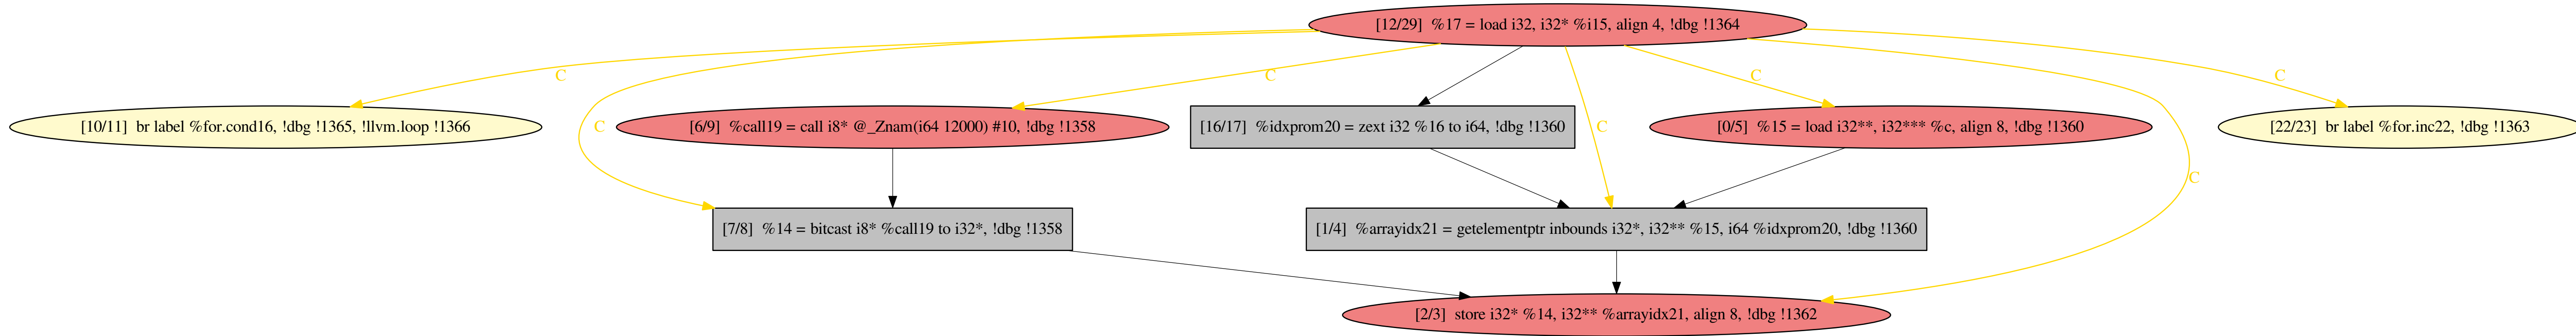 [12/29]  %17 = load i32, i32* %i15, align 4, !dbg !1364
C
C
C
C
[10/11]  br label %for.cond16, !dbg !1365, !llvm.loop !1366
C
[6/9]  %call19 = call i8* @_Znam(i64 12000) #10, !dbg !1358
[16/17]  %idxprom20 = zext i32 %16 to i64, !dbg !1360
C
[0/5]  %15 = load i32**, i32*** %c, align 8, !dbg !1360
[22/23]  br label %for.inc22, !dbg !1363
C
[7/8]  %14 = bitcast i8* %call19 to i32*, !dbg !1358
[1/4]  %arrayidx21 = getelementptr inbounds i32*, i32** %15, i64 %idxprom20, !dbg !1360
[2/3]  store i32* %14, i32** %arrayidx21, align 8, !dbg !1362